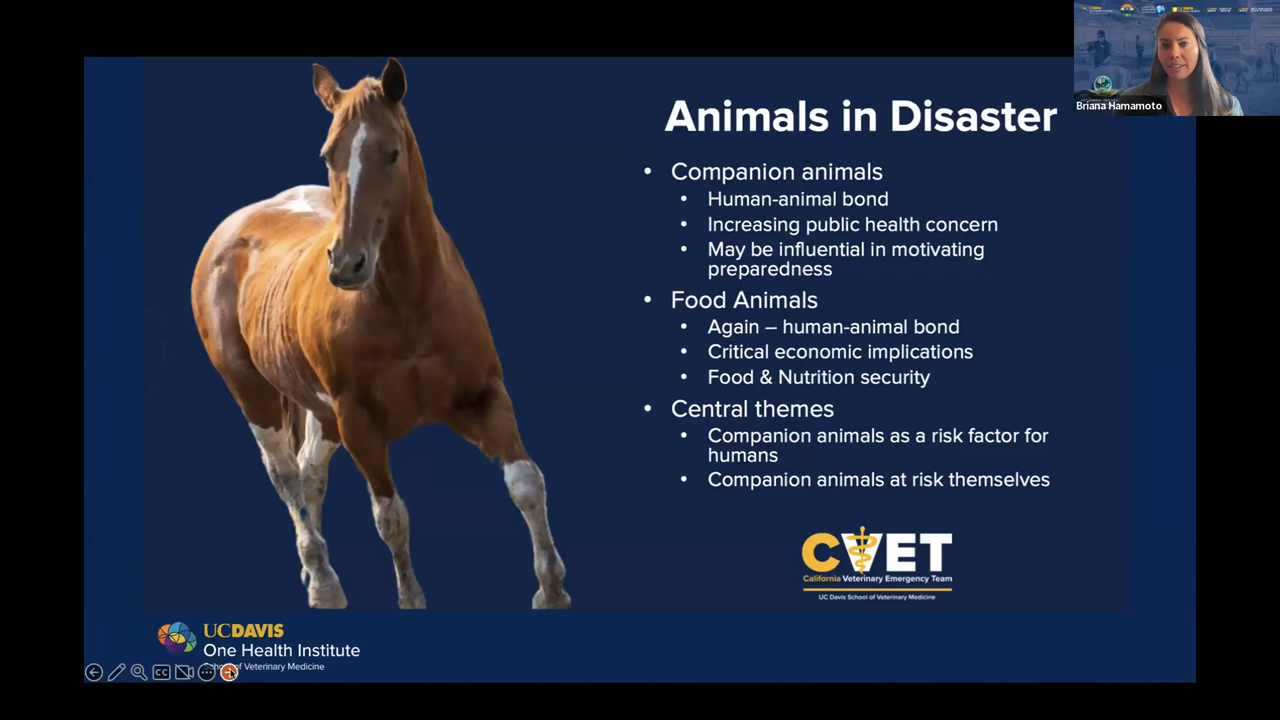 Animals in Disaster
• Companion animals
• Human-animal bond
• Increasing public health concern
• May be influential in motivating
preparedness
• Food Animals
• Again – human-animal bond
• Critical economic implications
• Food & Nutrition security
• Central themes
• Companion animals as a risk factor for
humans
• Companion animals at risk themselves
CVET
California Veterinary Emergency Team
UC Davis School of Veterinary Medicine
UCDAVIS
One Health Institute
of Veterinary Medicine
CC
Briana Hamamoto